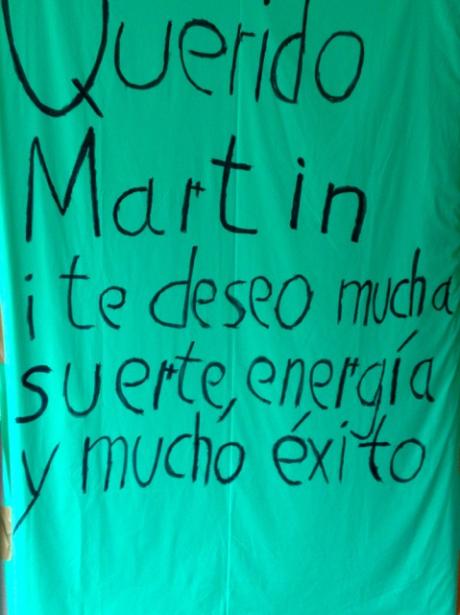 Querido
Martin
¡te deseo mucha
suerte, energía
y mucho éxito